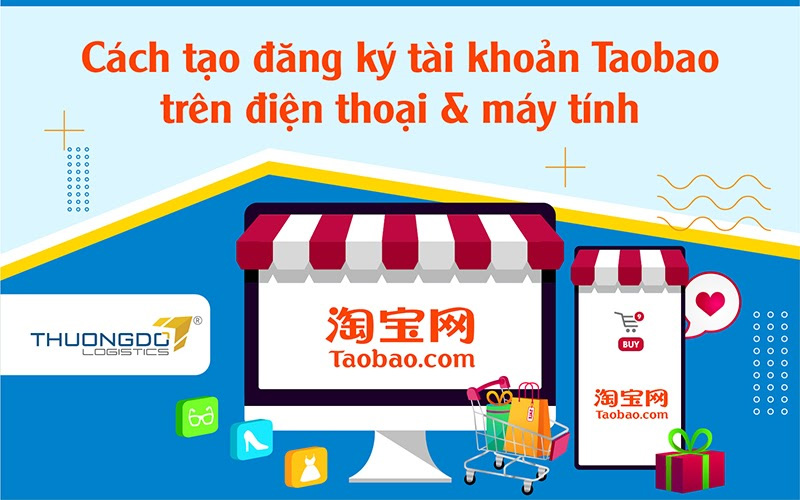 Cách tạo đăng ký tài khoản Taobao
trên điện thoại & máy tính
THUONGDO ®
LOGISTICS
淘宝网
Taobao.com
9
BUY
淘宝网
Taobao.com